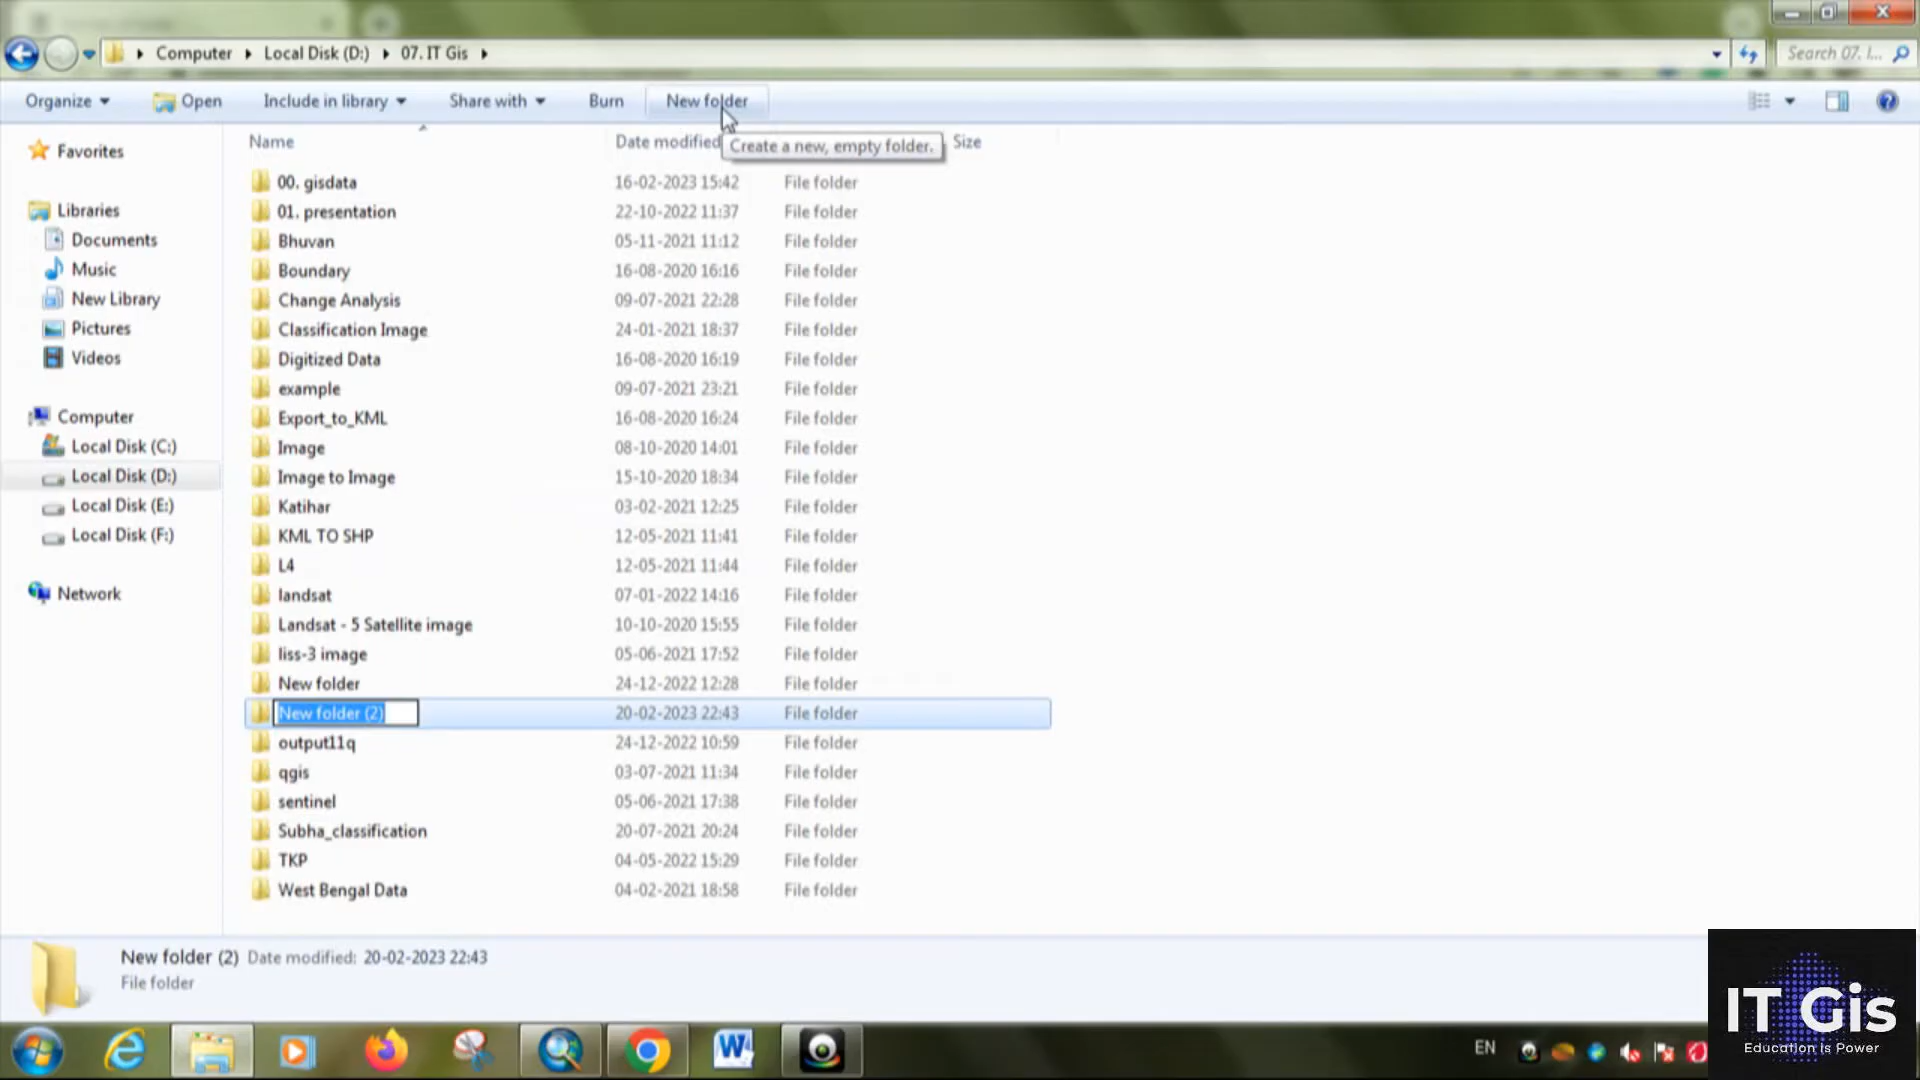 Computer Local Disk (D:) 07. IT Gis
Search 07. I...
Organize Open Include in library Share with Burn New folder
Create a new, empty folder.
Name Date modified Size
00. gisdata 16-02-2023 15:42 File folder
01. presentation 22-10-2022 11:37 File folder
Bhuvan 05-11-2021 11:12 File folder
Boundary 16-08-2020 16:16 File folder
Change Analysis 09-07-2021 22:28 File folder
Classification Image 24-01-2021 18:37 File folder
Digitized Data 16-08-2020 16:19 File folder
example 09-07-2021 23:21 File folder
Export_to_KML 16-08-2020 16:24 File folder
Image 08-10-2020 14:01 File folder
Image to Image 15-10-2020 18:34 File folder
Katihar 03-02-2021 12:25 File folder
KML TO SHP 12-05-2021 11:41 File folder
L4 12-05-2021 11:44 File folder
landsat 07-01-2022 14:16 File folder
Landsat - 5 Satellite image 10-10-2020 15:55 File folder
liss-3 image 05-06-2021 17:52 File folder
New folder 24-12-2022 12:28 File folder
New folder (2) 20-02-2023 22:43 File folder
output11q 24-12-2022 10:59 File folder
qgis 03-07-2021 11:34 File folder
sentinel 05-06-2021 17:38 File folder
Subha_classification 20-07-2021 20:24 File folder
TKP 04-05-2022 15:29 File folder
West Bengal Data 04-02-2021 18:58 File folder
Favorites
Libraries
Documents
Music
New Library
Pictures
Videos
Computer
Local Disk (C:)
Local Disk (D:)
Local Disk (E:)
Local Disk (F:)
Network
New folder (2) Date modified: 20-02-2023 22:43
File folder
EN
IT Gis
Education is Power